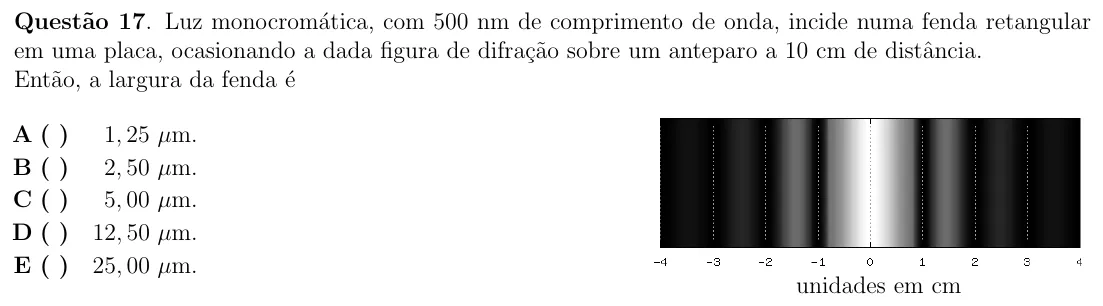 Questão 17. Luz monocromática, com 500 nm de comprimento de onda, incide numa fenda retangular
em uma placa, ocasionando a dada figura de difração sobre um anteparo a 10 cm de distância.
Então, a largura da fenda é
A ( ) 1, 25 μm.
B ( ) 2, 50 μm.
C ( ) 5, 00 μm.
D ( ) 12, 50 μm.
E ( ) 25, 00 μm.
-4 -3 -2 -1 0 1 2 3 4
unidades em cm